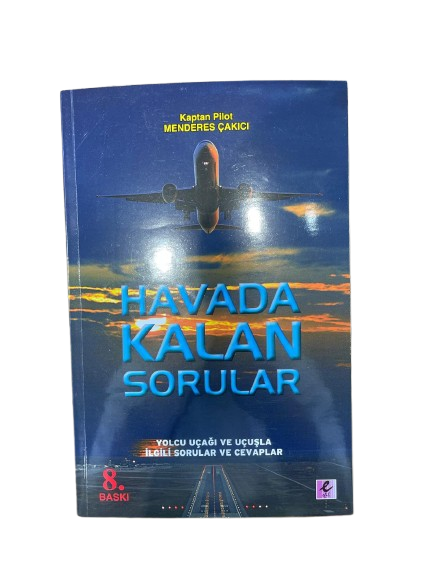 Kaptan Pilot
MENDERES ÇAKICI
HAVADA
KALAN
SORULAR
YOLCU UÇAĞI VE UÇUŞLA
İLGİLİ SORULAR VE CEVAPLAR
8.
BASKI
e